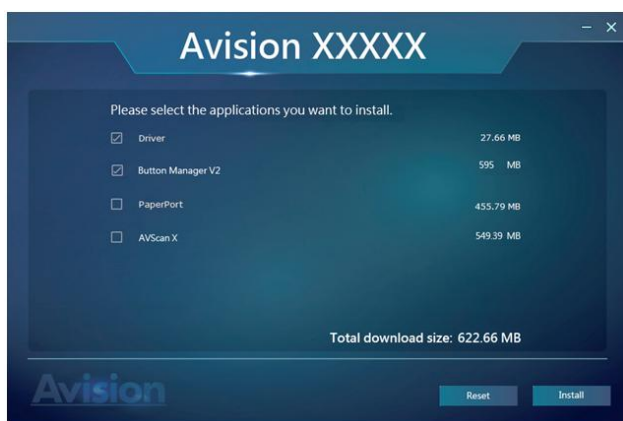 Avision XXXXX
Please select the applications you want to install.
Driver 27.66 MB
Button Manager V2 595 MB
PaperPort 455.79 MB
AVScan X 549.39 MB
Total download size: 622.66 MB
Avision
Reset Install